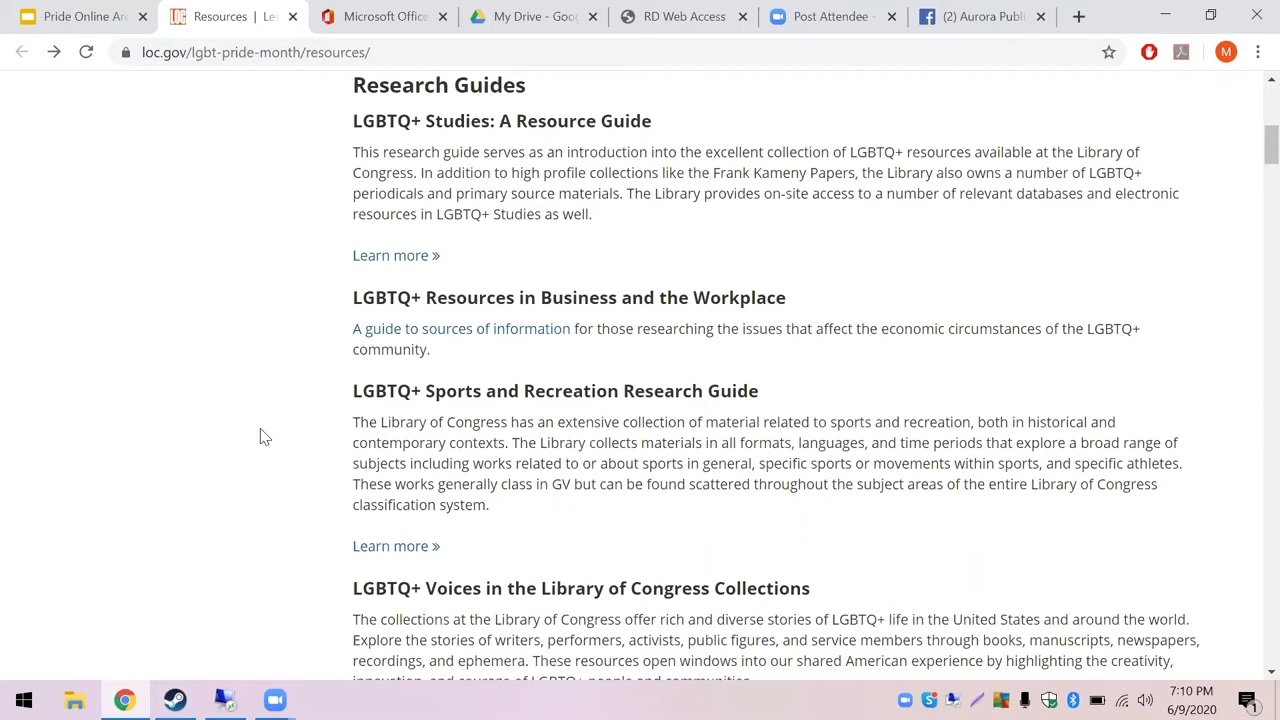 Pride Online Ar
Resources | Les
Microsoft Office
My Drive - Goo
RD Web Access
Post Attendee -
(2) Aurora Publ
loc.gov/lgbt-pride-month/resources/
M
Research Guides
LGBTQ+ Studies: A Resource Guide
This research guide serves as an introduction into the excellent collection of LGBTQ+ resources available at the Library of
Congress. In addition to high profile collections like the Frank Kameny Papers, the Library also owns a number of LGBTQ+
periodicals and primary source materials. The Library provides on-site access to a number of relevant databases and electronic
resources in LGBTQ+ Studies as well.
Learn more »
LGBTQ+ Resources in Business and the Workplace
A guide to sources of information for those researching the issues that affect the economic circumstances of the LGBTQ+
community.
LGBTQ+ Sports and Recreation Research Guide
The Library of Congress has an extensive collection of material related to sports and recreation, both in historical and
contemporary contexts. The Library collects materials in all formats, languages, and time periods that explore a broad range of
subjects including works related to or about sports in general, specific sports or movements within sports, and specific athletes.
These works generally class in GV but can be found scattered throughout the subject areas of the entire Library of Congress
classification system.
Learn more »
LGBTQ+ Voices in the Library of Congress Collections
The collections at the Library of Congress offer rich and diverse stories of LGBTQ+ life in the United States and around the world.
Explore the stories of writers, performers, activists, public figures, and service members through books, manuscripts, newspapers,
recordings, and ephemera. These resources open windows into our shared American experience by highlighting the creativity,
7:10 PM
6/9/2020
1